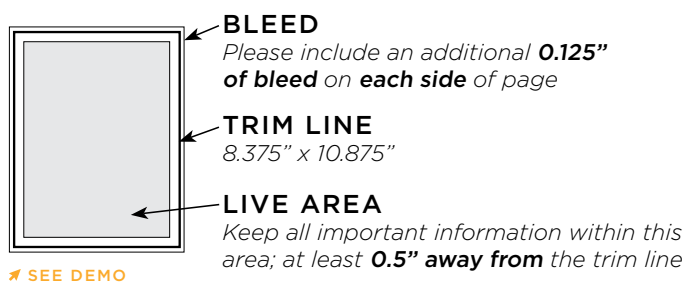 BLEED
Please include an additional 0.125”
of bleed on each side of page
TRIM LINE
8.375” x 10.875”
LIVE AREA
Keep all important information within this
area; at least 0.5” away from the trim line
SEE DEMO